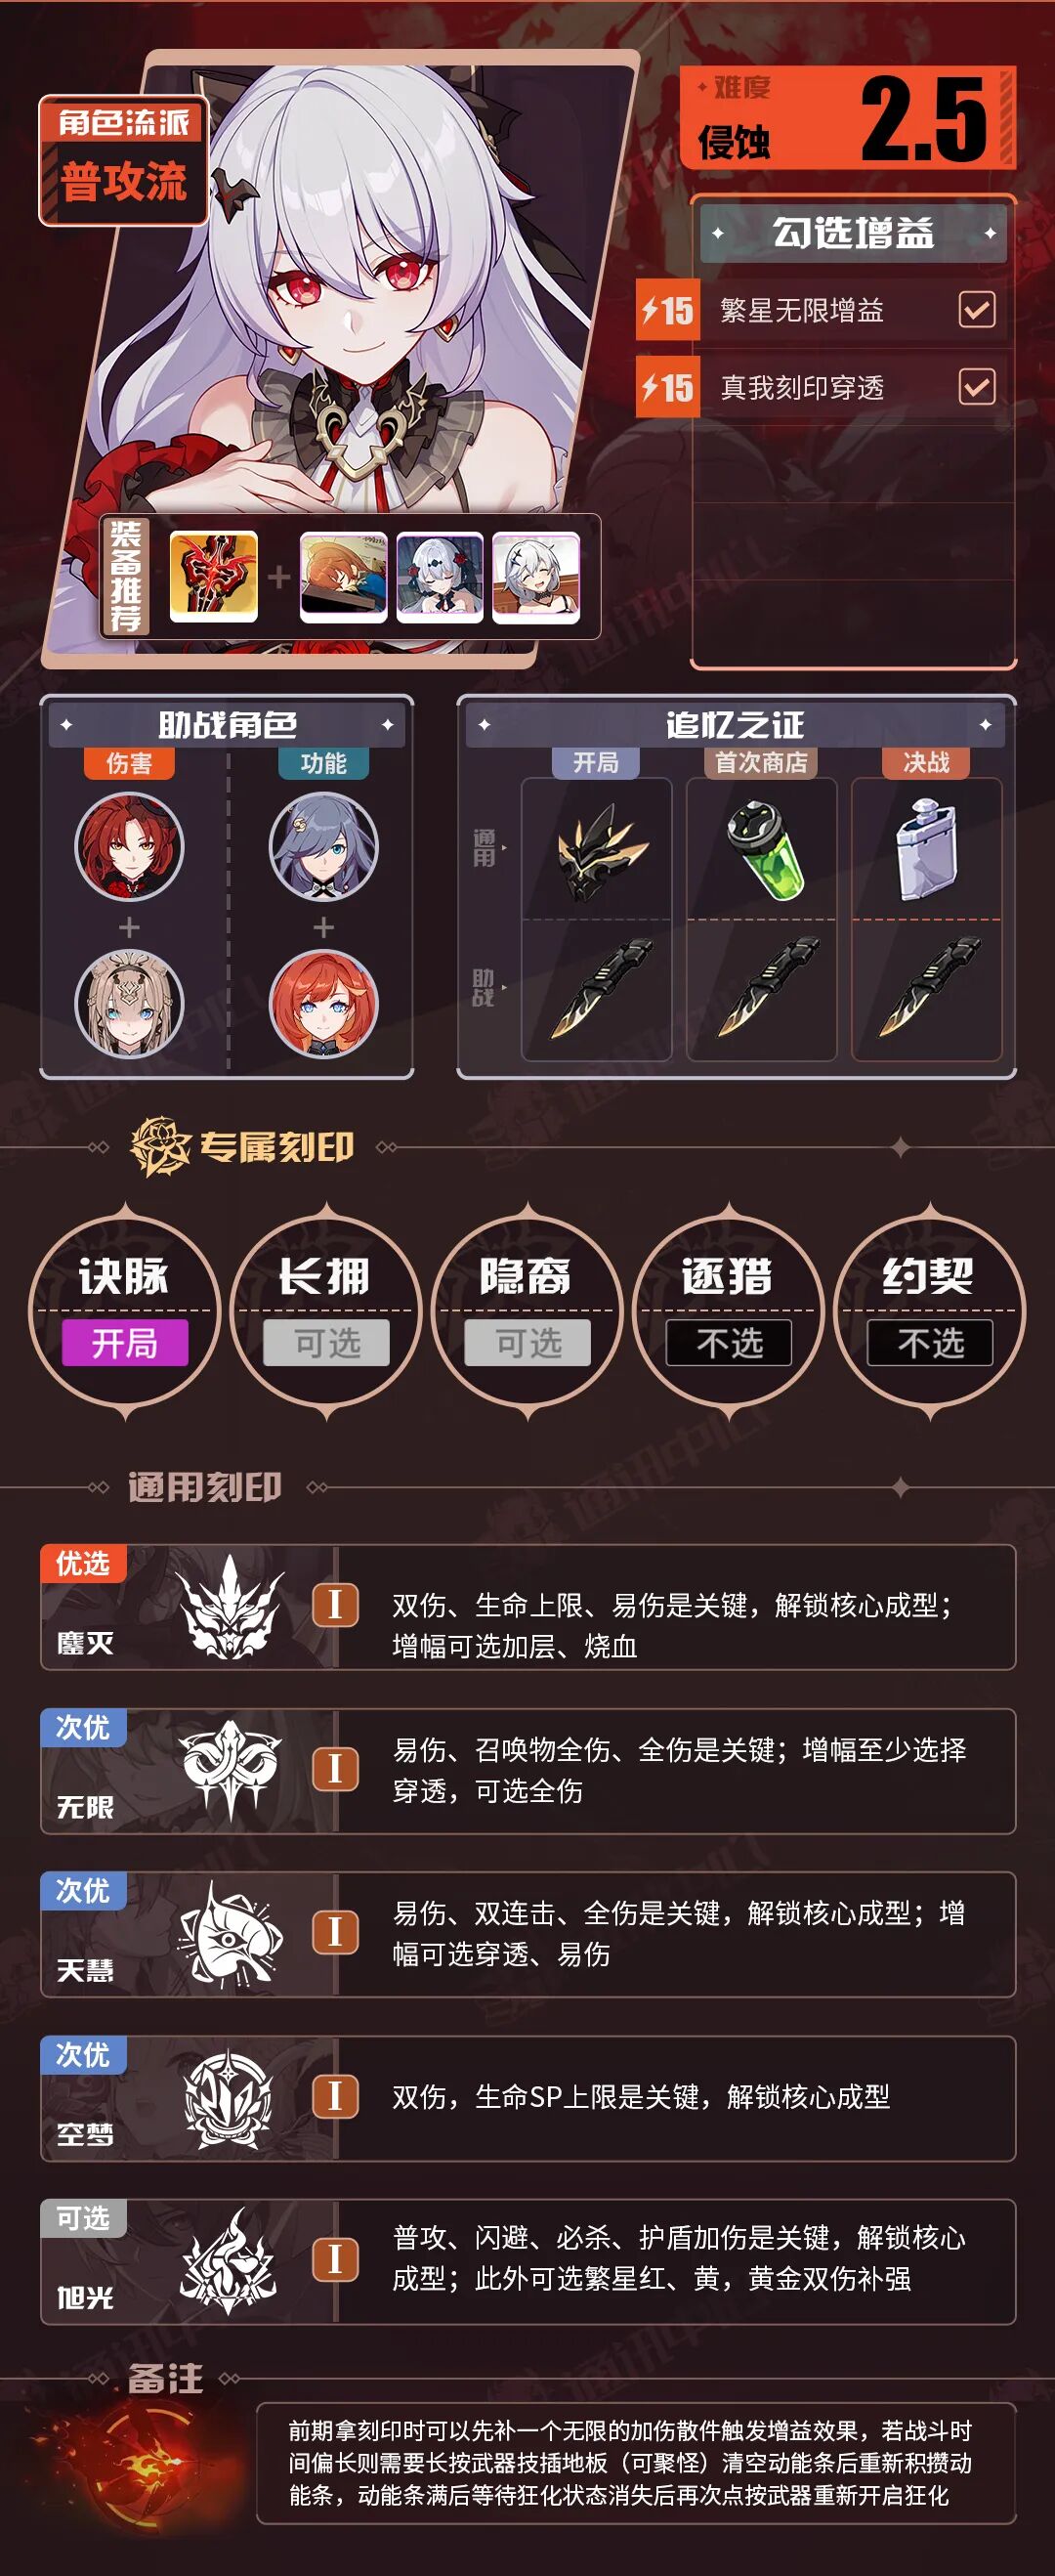 角色流派
普攻流
难度
侵蚀
2.5
勾选增益
15
繁星无限增益
15
真我刻印穿透
装备推荐
助战角色
伤害
功能
追忆之证
开局
首次商店
决战
通用
助战
专属刻印
诀脉
开局
长拥
可选
隐裔
可选
逐猎
不选
约契
不选
通用刻印
优选
鏖灭
I
双伤、生命上限、易伤是关键，解锁核心成型；
增幅可选加层、烧血
次优
无限
I
易伤、召唤物全伤、全伤是关键；增幅至少选择
穿透，可选全伤
次优
天慧
I
易伤、双连击、全伤是关键，解锁核心成型；增
幅可选穿透、易伤
次优
空梦
I
双伤，生命SP上限是关键，解锁核心成型
可选
旭光
I
普攻、闪避、必杀、护盾加伤是关键，解锁核心
成型；此外可选繁星红、黄，黄金双伤补强
备注
前期拿刻印时可以先补一个无限的加伤散件触发增益效果，若战斗时
间偏长则需要长按武器技插地板（可聚怪）清空动能条后重新积攒动
能条，动能条满后等待狂化状态消失后再次点按武器重新开启狂化